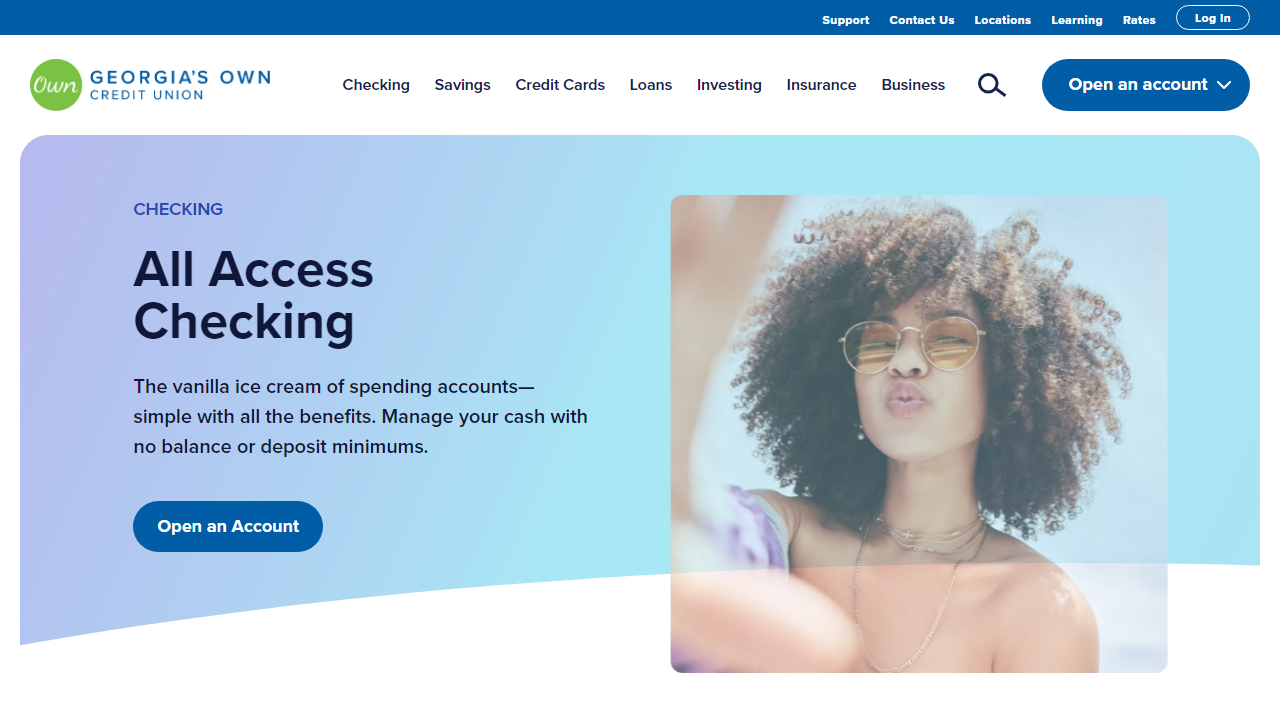 Support Contact Us Locations Learning Rates Log In
Own GEORGIA'S OWN
CREDIT UNION
Checking Savings Credit Cards Loans Investing Insurance Business
Open an account
CHECKING
All Access
Checking
The vanilla ice cream of spending accounts—
simple with all the benefits. Manage your cash with
no balance or deposit minimums.
Open an Account